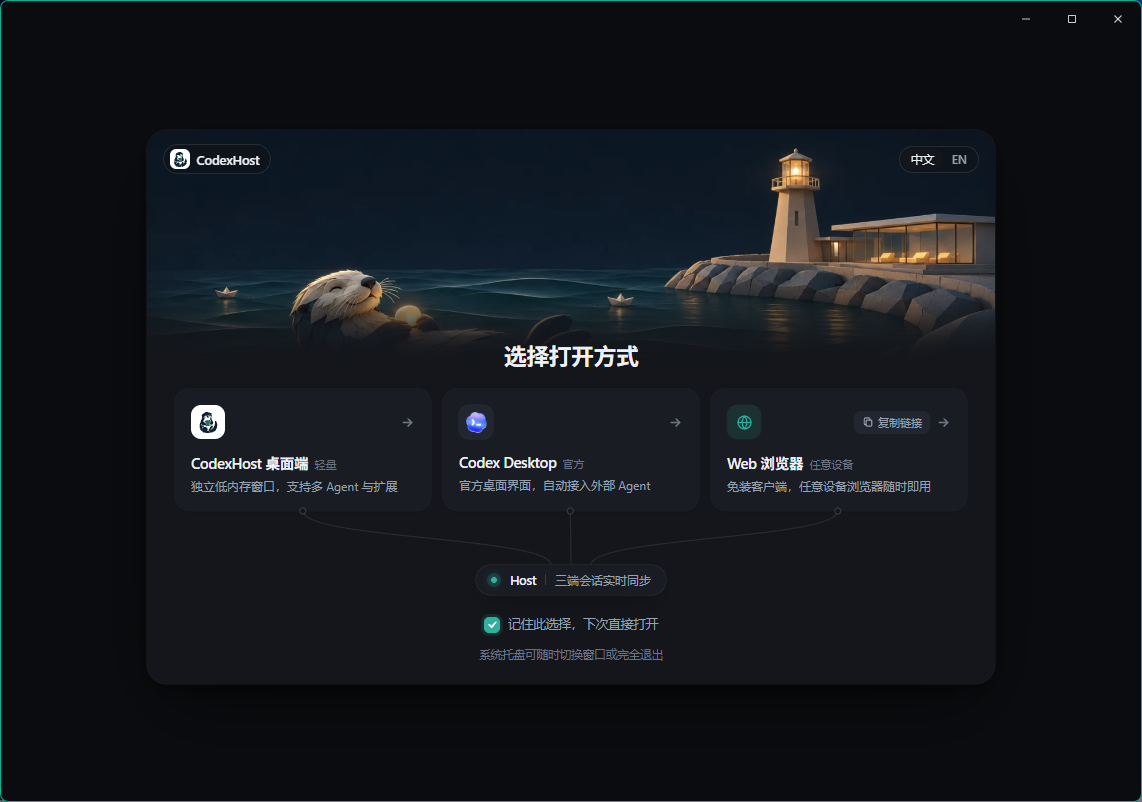 CodexHost
中文 EN
选择打开方式
CodexHost 桌面端 轻量
独立低内存窗口，支持多 Agent 与扩展
Codex Desktop 官方
官方桌面界面，自动接入外部 Agent
复制链接
Web 浏览器 任意设备
免装客户端，任意设备浏览器随时即用
Host 三端会话实时同步
记住此选择，下次直接打开
系统托盘可随时切换窗口或完全退出